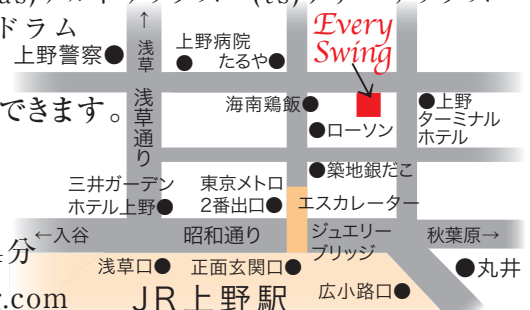 ドラム
できます。
分
.com
↑浅草
浅草通り
上野警察●
上野病院
●
たるや●
Every
Swing
海南鶏飯●
●ローソン
●上野
ターミナル
ホテル
●築地銀だこ
三井ガーデン
ホテル上野●
東京メトロ
2番出口●
エスカレーター
←入谷
昭和通り
ジュエリー
ブリッジ
秋葉原→
浅草口●
正面玄関口●
広小路口●
●丸井
JR上野駅